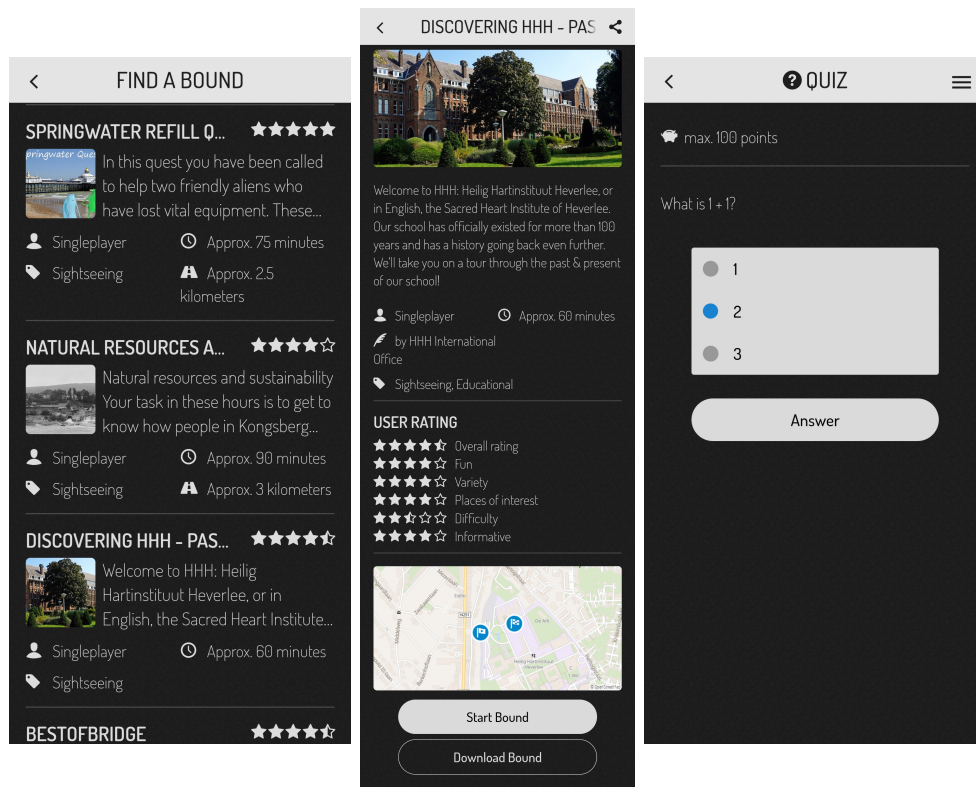 FIND A BOUND
SPRINGWATER REFILL Q...
pringwater Que
In this quest you have been called
to help two friendly aliens who
have lost vital equipment. These...
Singleplayer
Approx. 75 minutes
Sightseeing
Approx. 2.5
kilometers
NATURAL RESOURCES A...
Natural resources and sustainability
Your task in these hours is to get to
know how people in Kongsberg...
Singleplayer
Approx. 90 minutes
Sightseeing
Approx. 3 kilometers
DISCOVERING HHH - PAS...
Welcome to HHH: Heilig
Hartinstituut Heverlee, or in
English, the Sacred Heart Institute...
Singleplayer
Approx. 60 minutes
Sightseeing
BESTOFBRIDGE
DISCOVERING HHH - PAS
Welcome to HHH: Heilig Hartinstituut Heverlee, or
in English, the Sacred Heart Institute of Heverlee.
Our school has officially existed for more than 100
years and has a history going back even further.
We'll take you on a tour through the past & present
of our school!
Singleplayer
Approx. 60 minutes
by HHH International
Office
Sightseeing, Educational
USER RATING
Overall rating
Fun
Variety
Places of interest
Difficulty
Informative
De Ark
Heilig Hartinstituut
Heverlee
Start Bound
Download Bound
QUIZ
max. 100 points
What is 1 + 1?
1
2
3
Answer